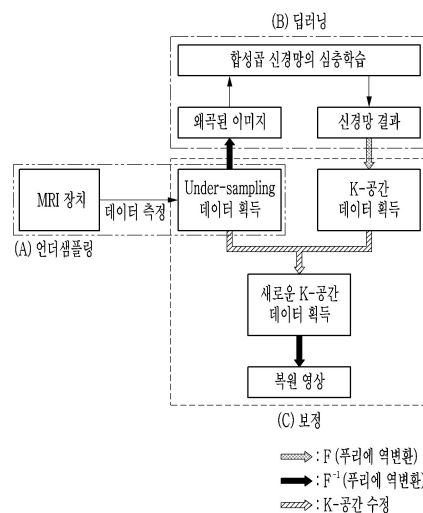 (B) 딥러닝
합성곱 신경망의 심층학습
왜곡된 이미지
신경망 결과
MRI 장치
데이터 측정
Under-sampling
데이터 획득
K-공간
데이터 획득
(A) 언더샘플링
새로운 K-공간
데이터 획득
복원 영상
(C) 보정
: F (푸리에 역변환)
: F⁻¹ (푸리에 역변환)
: K-공간 수정